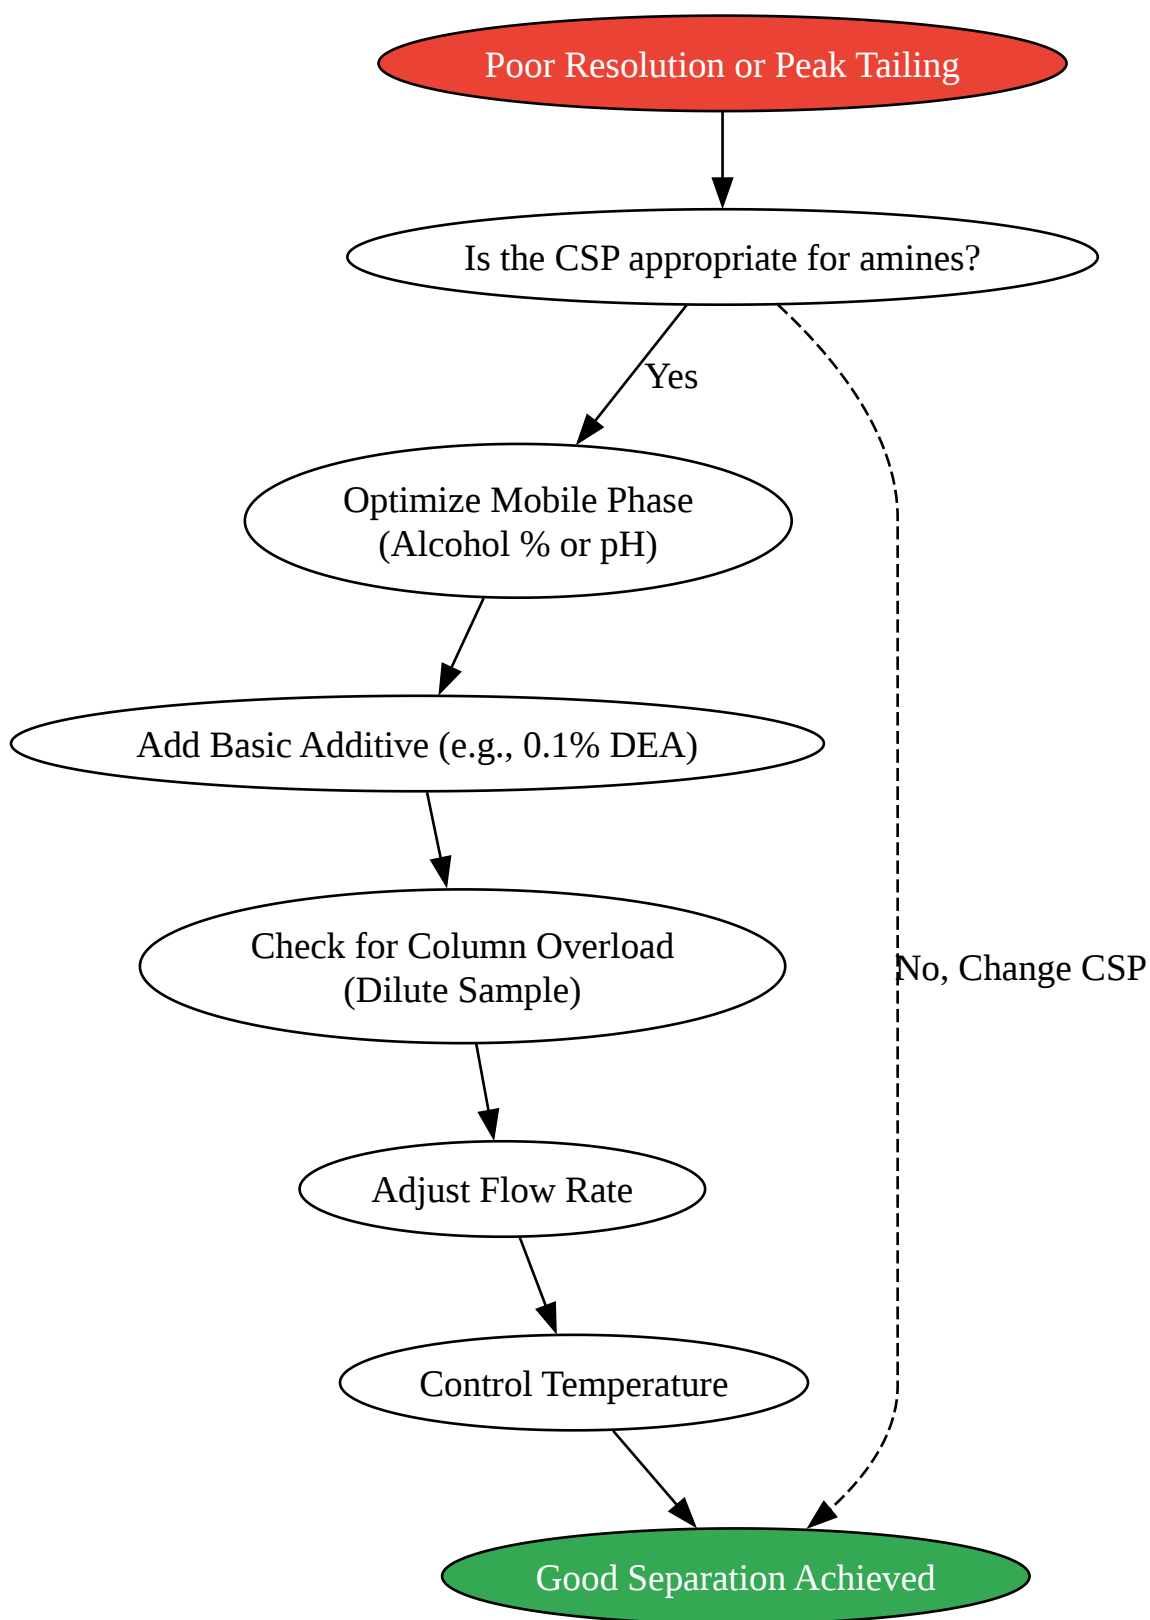 Poor Resolution or Peak Tailing
Is the CSP appropriate for amines?
Yes
Optimize Mobile Phase
(Alcohol % or pH)
Add Basic Additive (e.g., 0.1% DEA)
Check for Column Overload
(Dilute Sample)
No, Change CSP
Adjust Flow Rate
Control Temperature
Good Separation Achieved